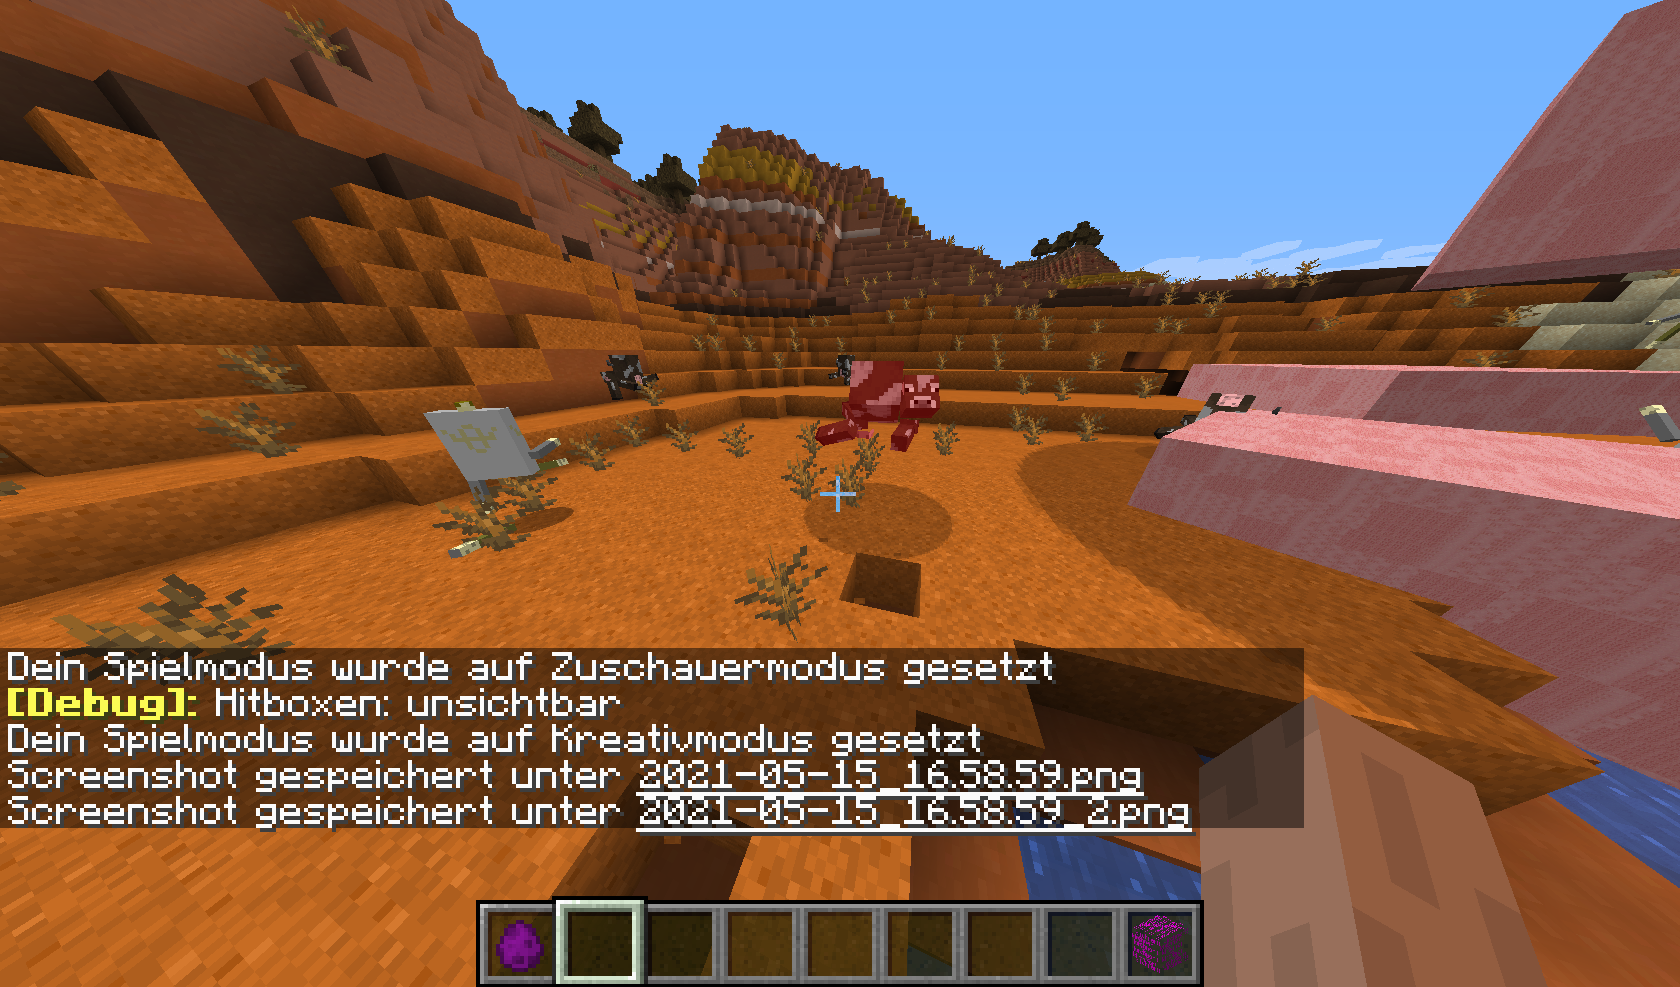 Dein Spielmodus wurde auf Zuschauermodus gesetzt
[Debug]: Hitboxen: unsichtbar
Dein Spielmodus wurde auf Kreativmodus gesetzt
Screenshot gespeichert unter 2021-05-15_16.58.59.png
Screenshot gespeichert unter 2021-05-15_16.58.59_2.png